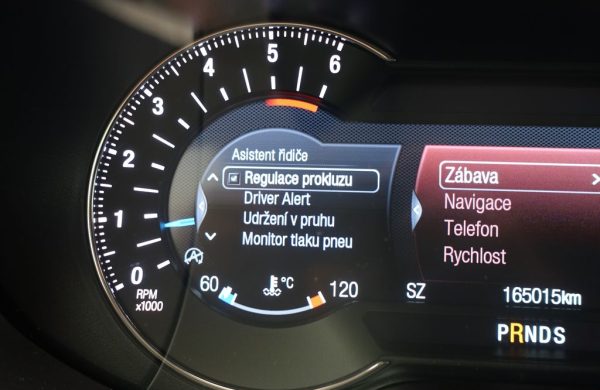 6
5
4
3
2
1
0
RPM
x1000
Asistent řidiče
Regulace prokluzu
Driver Alert
Udržení v pruhu
Monitor tlaku pneu
60 °C 120
Zábava
Navigace
Telefon
Rychlost
SZ 165015km
PRNDS